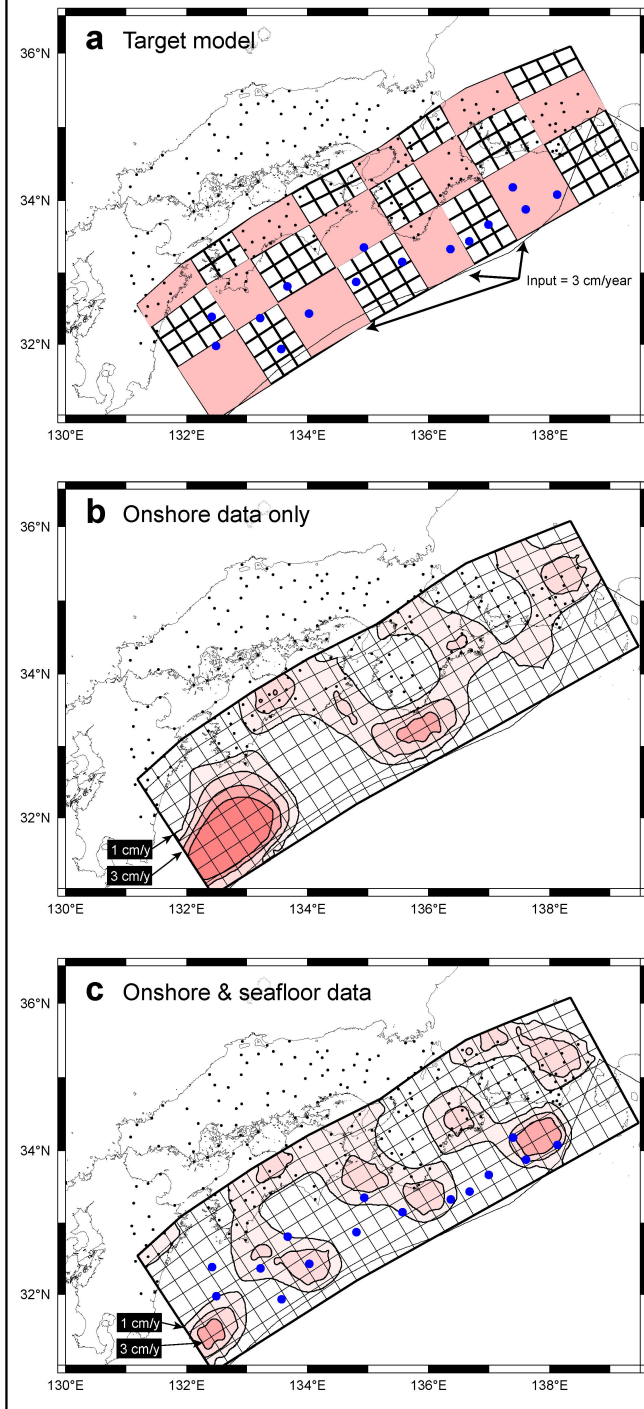 a Target model
36°N
34°N
32°N
Input = 3 cm/year
130°E 132°E 134°E 136°E 138°E
b Onshore data only
36°N
34°N
32°N
1 cm/y
3 cm/y
130°E 132°E 134°E 136°E 138°E
c Onshore & seafloor data
36°N
34°N
32°N
1 cm/y
3 cm/y
130°E 132°E 134°E 136°E 138°E